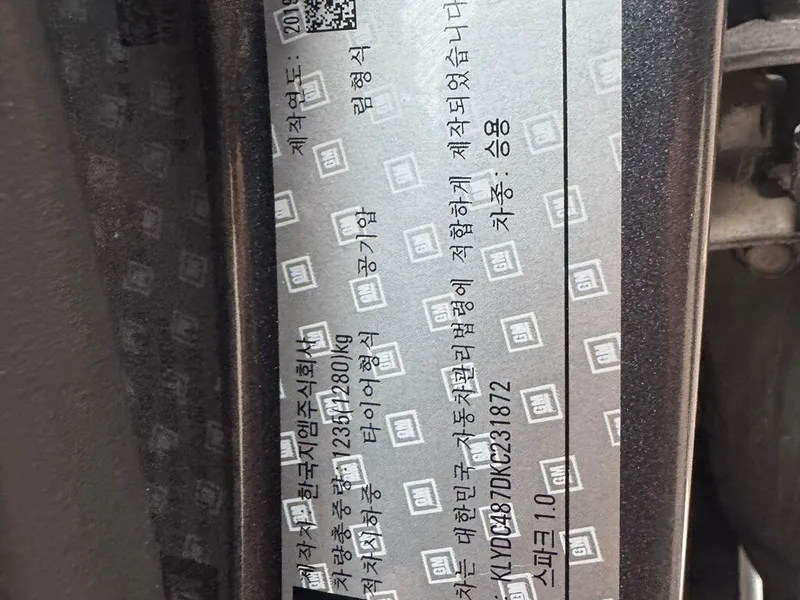 제작자: 한국지엠주식회사 제작연도: 2019
차량총중량: 1235(1280)kg
적차시하중 타이어형식 공기압 림형식
차는 대한민국 자동차관리법령에 적합하게 제작되었습니다
: KLYDC487DKC231872 차종: 승용
스파크 1.0
GM